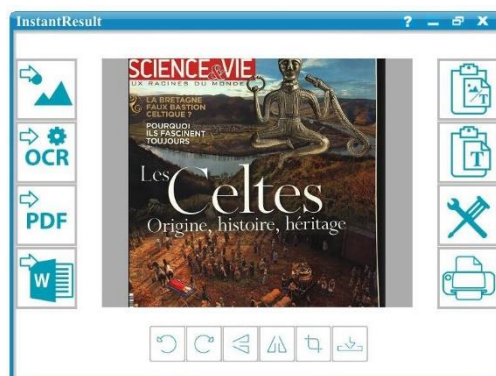 InstantResult
SCIENCE & VIE
UX RACINES DU MONDE
LA BRETAGNE
FAUX BASTION
CELTIQUE ?
POURQUOI
ILS FASCINENT
TOUJOURS
Les
Celtes
Origine, histoire, héritage
OCR
PDF
W
T
T